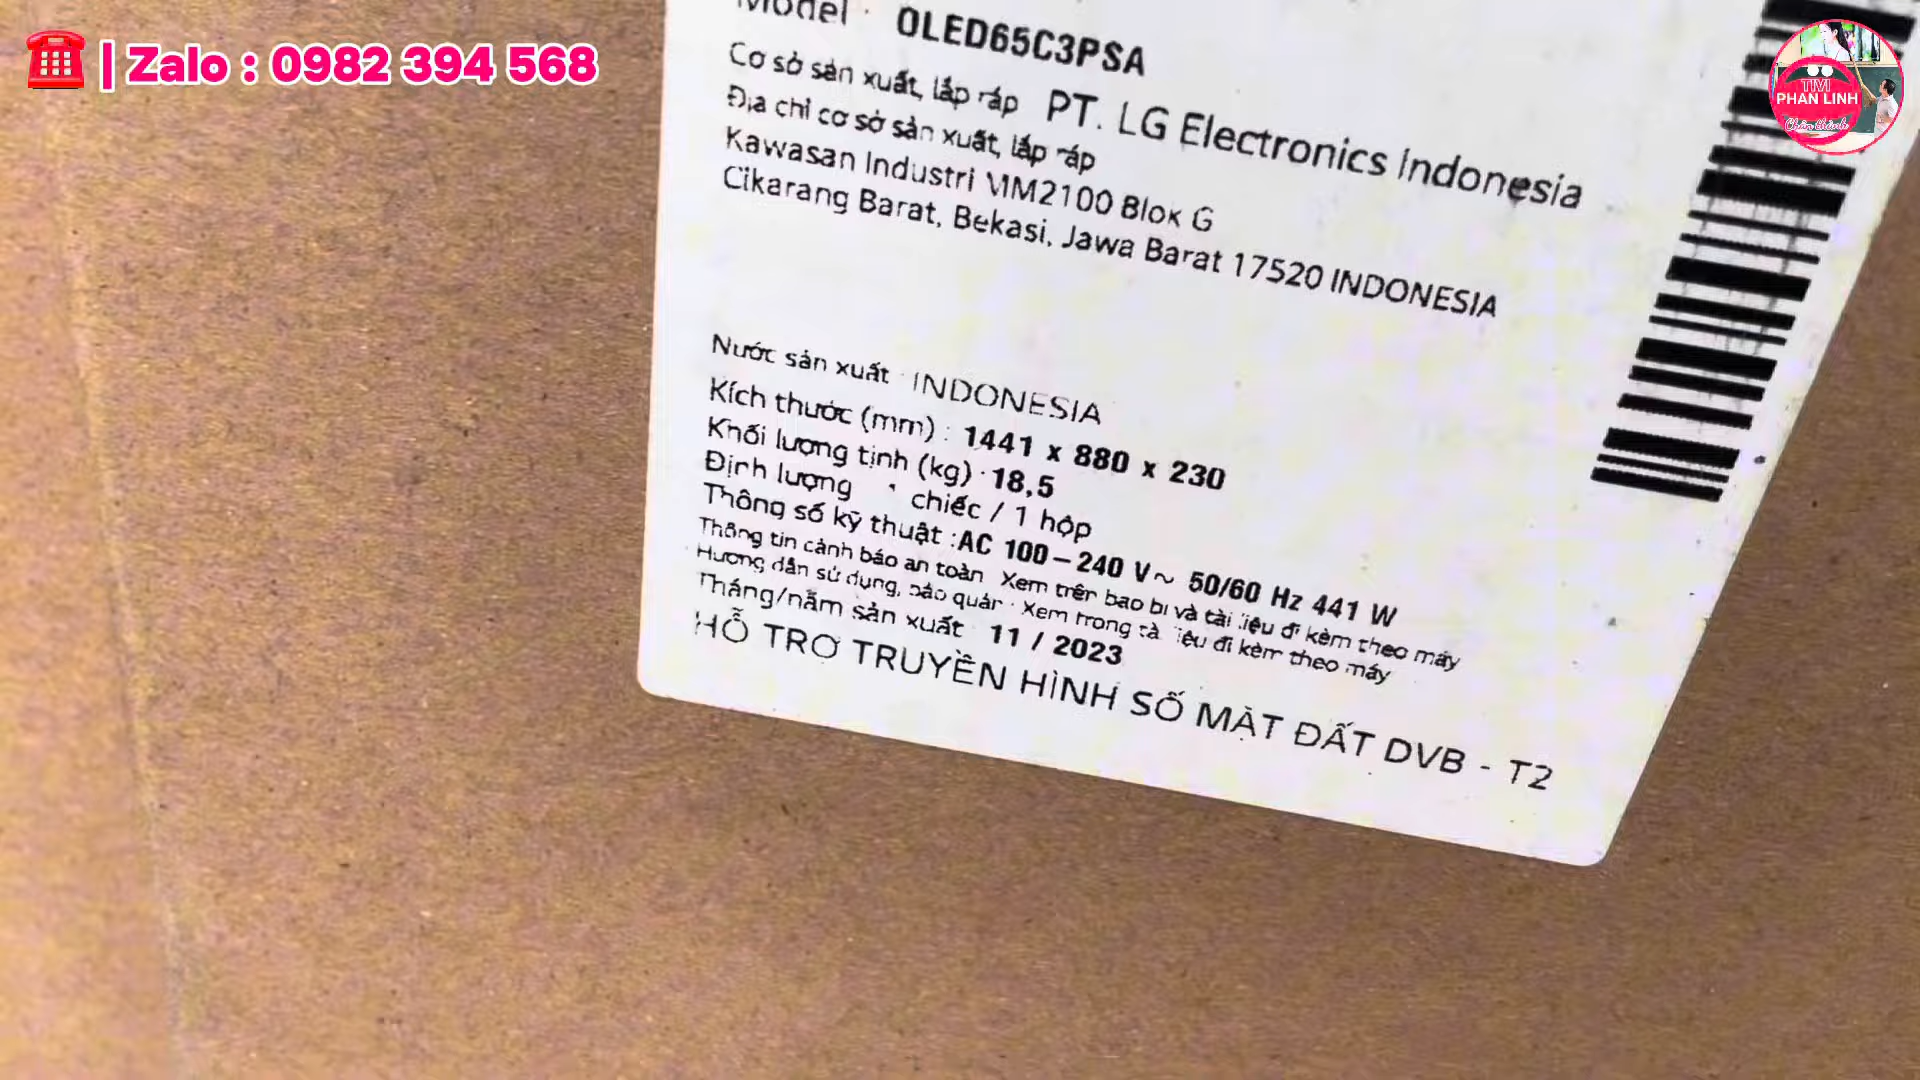 | Zalo : 0982 394 568
TIVI
PHAN LINH
Chân thành
Model : OLED65C3PSA
Cơ sở sản xuất, lắp ráp PT. LG Electronics Indonesia
Địa chỉ cơ sở sản xuất, lắp ráp
Kawasan Industri MM2100 Blok G
Cikarang Barat, Bekasi, Jawa Barat 17520 INDONESIA
Nước sản xuất : INDONESIA
Kích thước (mm) : 1441 x 880 x 230
Khối lượng tịnh (kg) : 18,5
Định lượng : chiếc / 1 hộp
Thông số kỹ thuật :AC 100-240 V~ 50/60 Hz 441 W
Thông tin cảnh báo an toàn Xem trên bao bì và tài liệu đi kèm theo máy
Hướng dẫn sử dụng, bảo quản : Xem trong tài liệu đi kèm theo máy
Tháng/năm sản xuất 11 / 2023
HỖ TRỢ TRUYỀN HÌNH SỐ MẶT ĐẤT DVB - T2